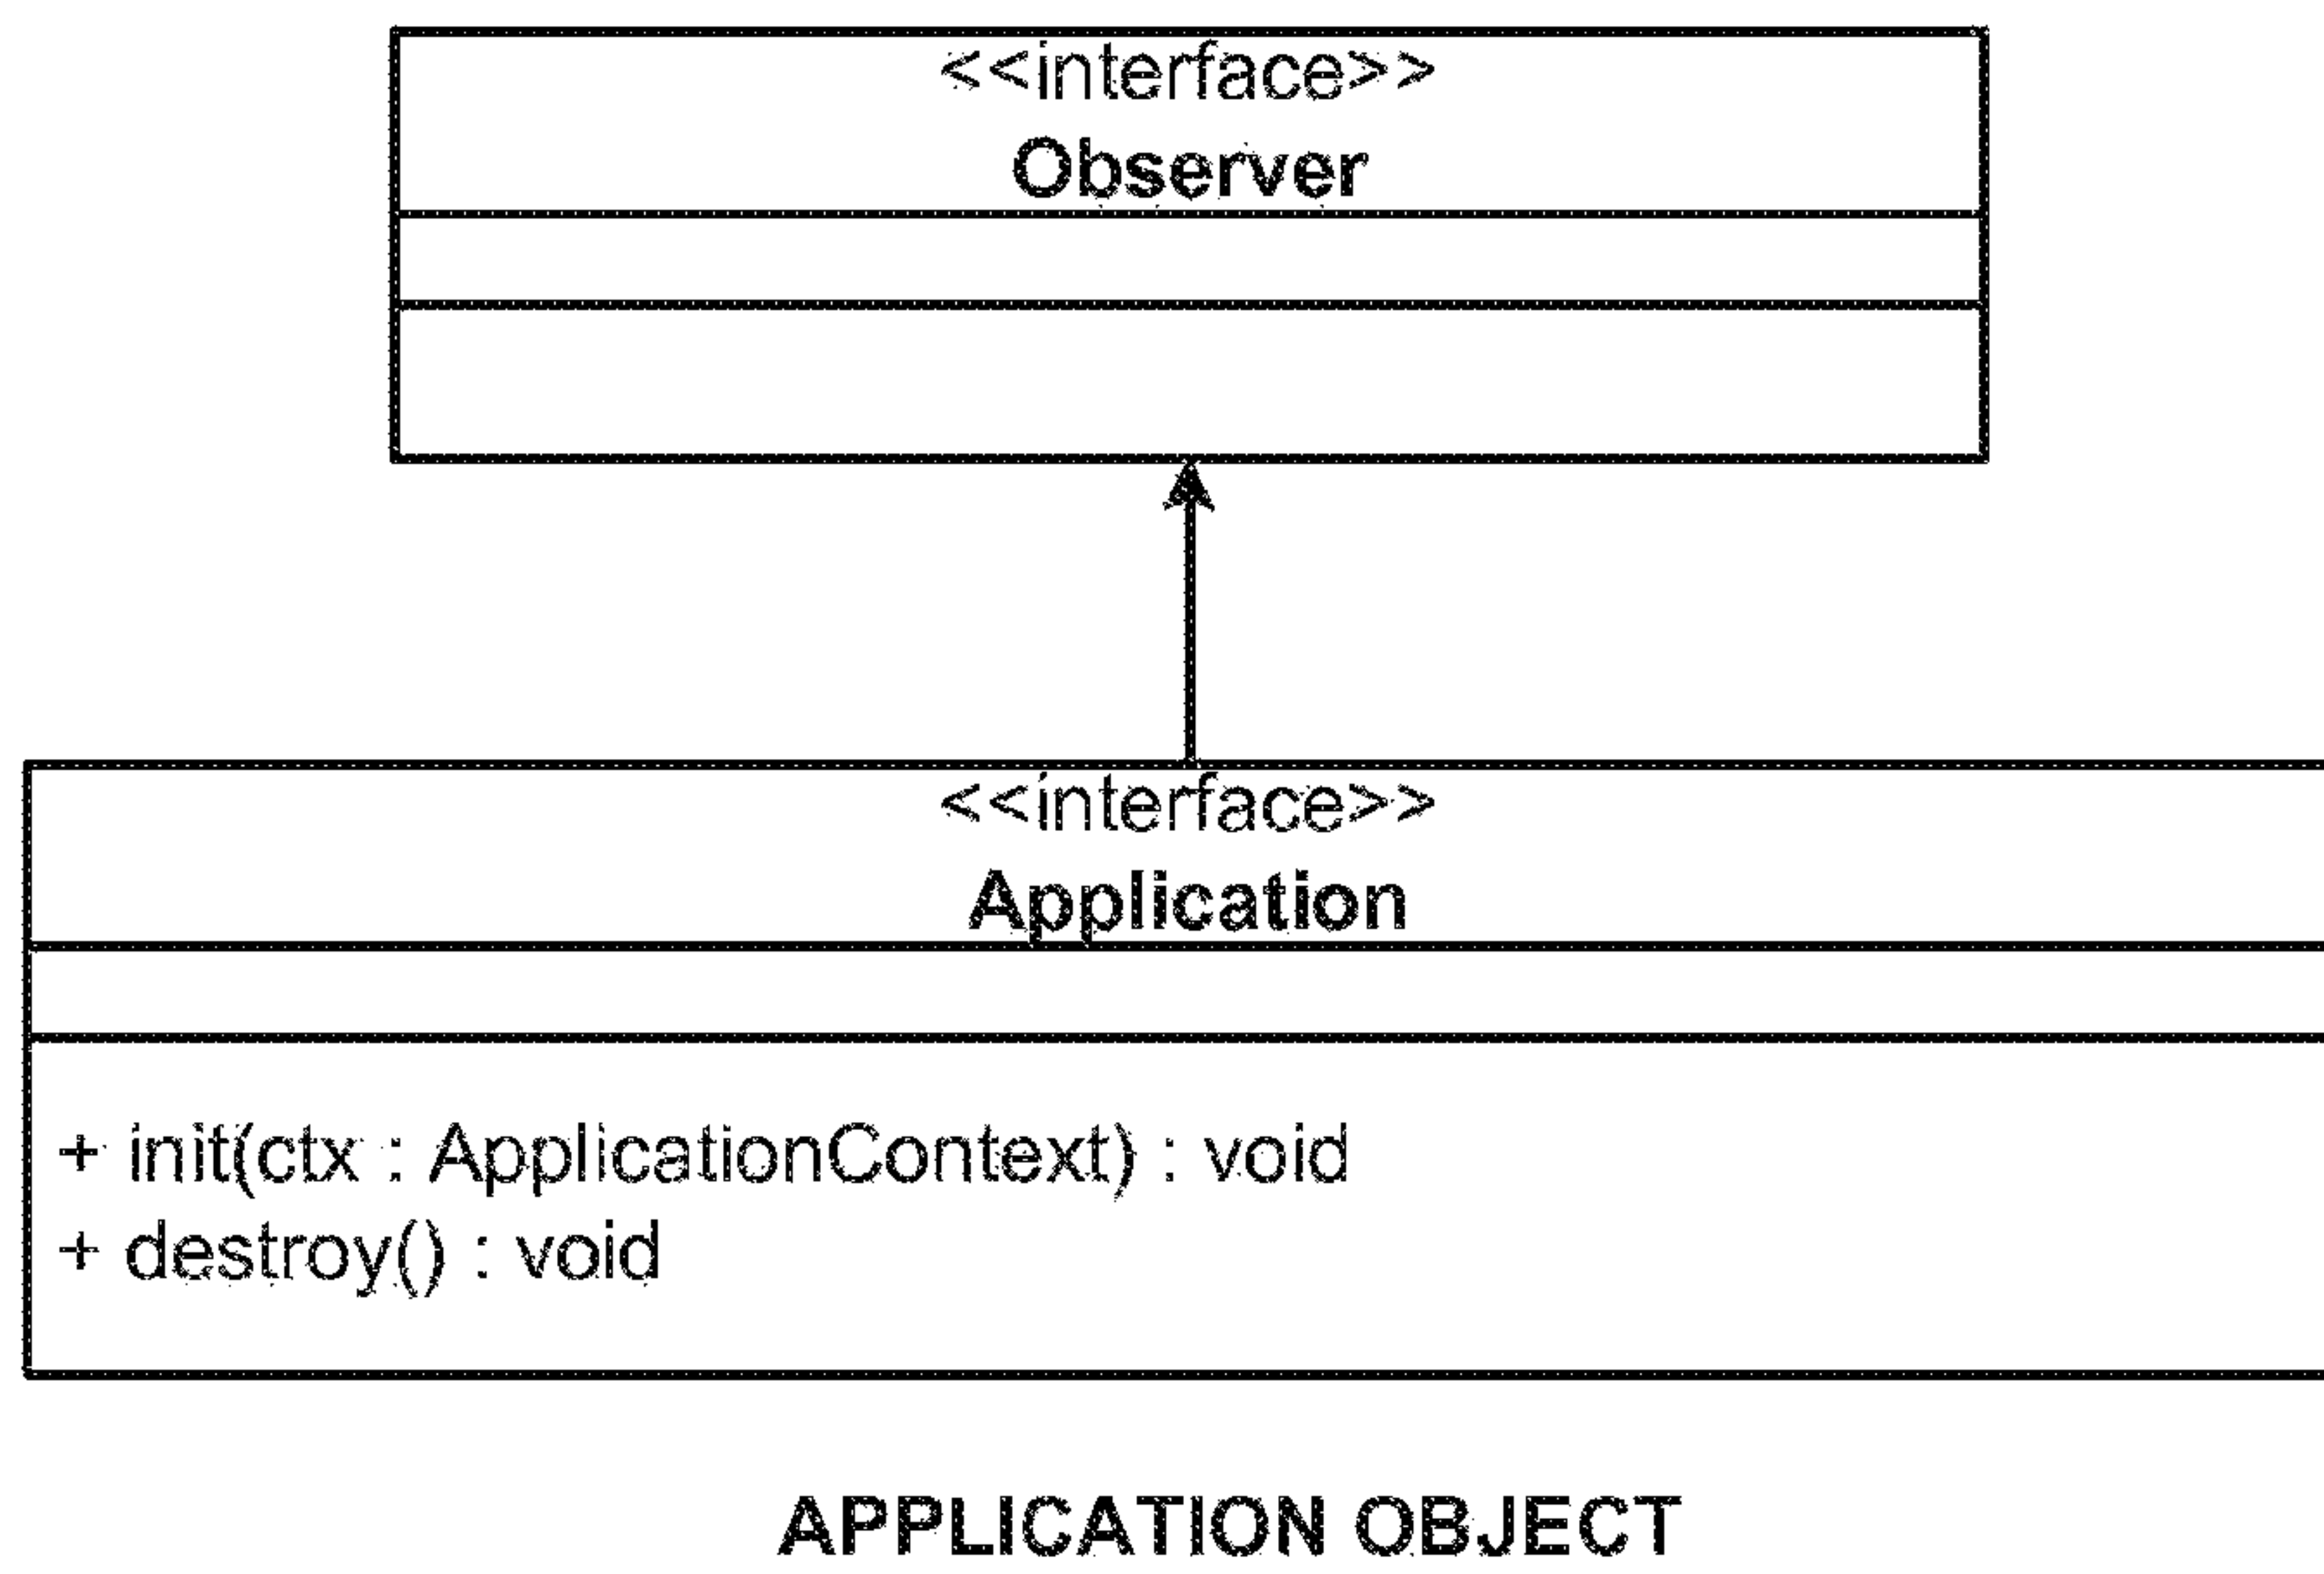 <<interface>>
Observer
<<interface>>
Application
+ init(ctx : ApplicationContext) : void
+ destroy() : void
APPLICATION OBJECT